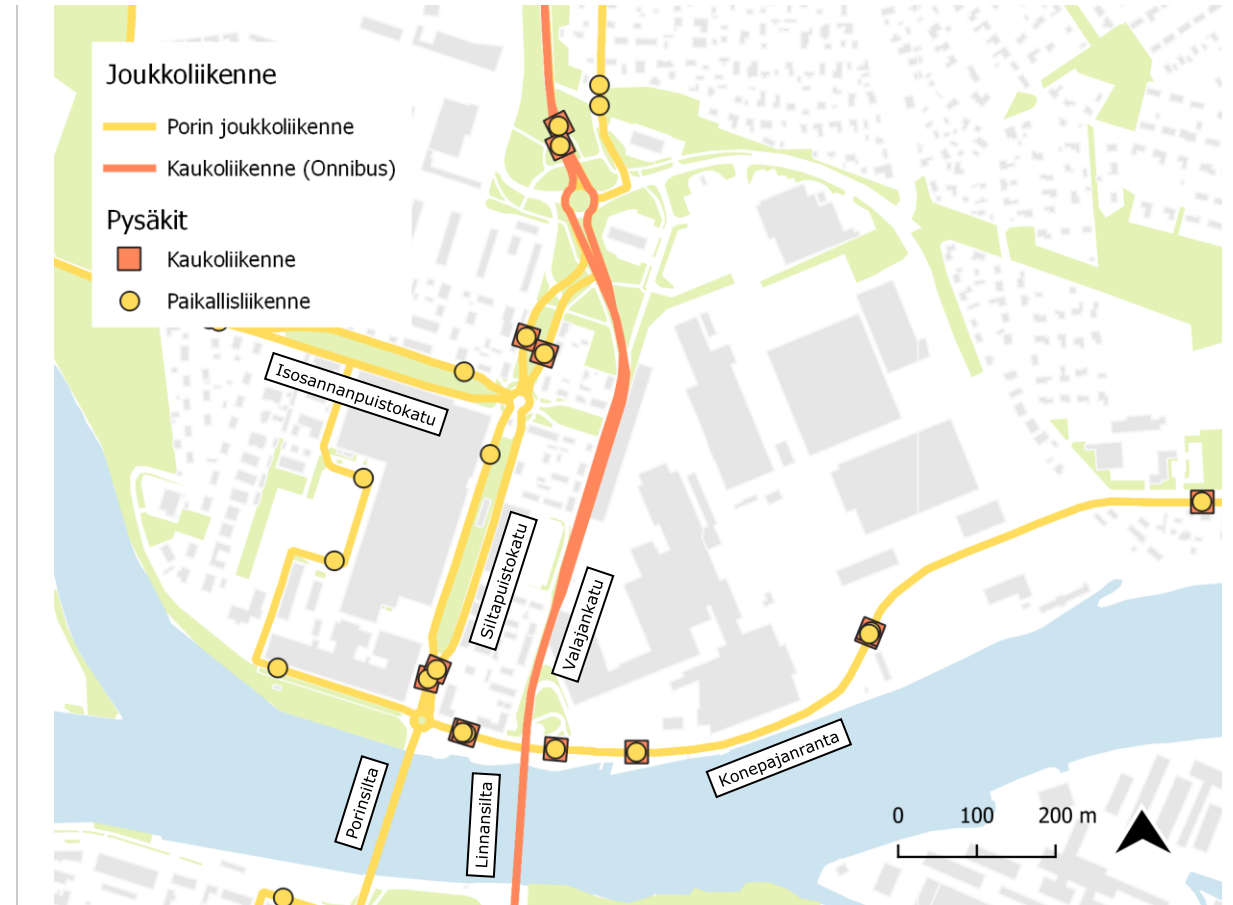 Joukkoliikenne
Porin joukkoliikenne
Kaukoliikenne (Onnibus)
Pysäkit
Kaukoliikenne
Paikallisliikenne
Isosannanpuistokatu
Siltapuistokatu
Valajankatu
Konepajanranta
Porinsilta
Linnansilta
0 100 200 m